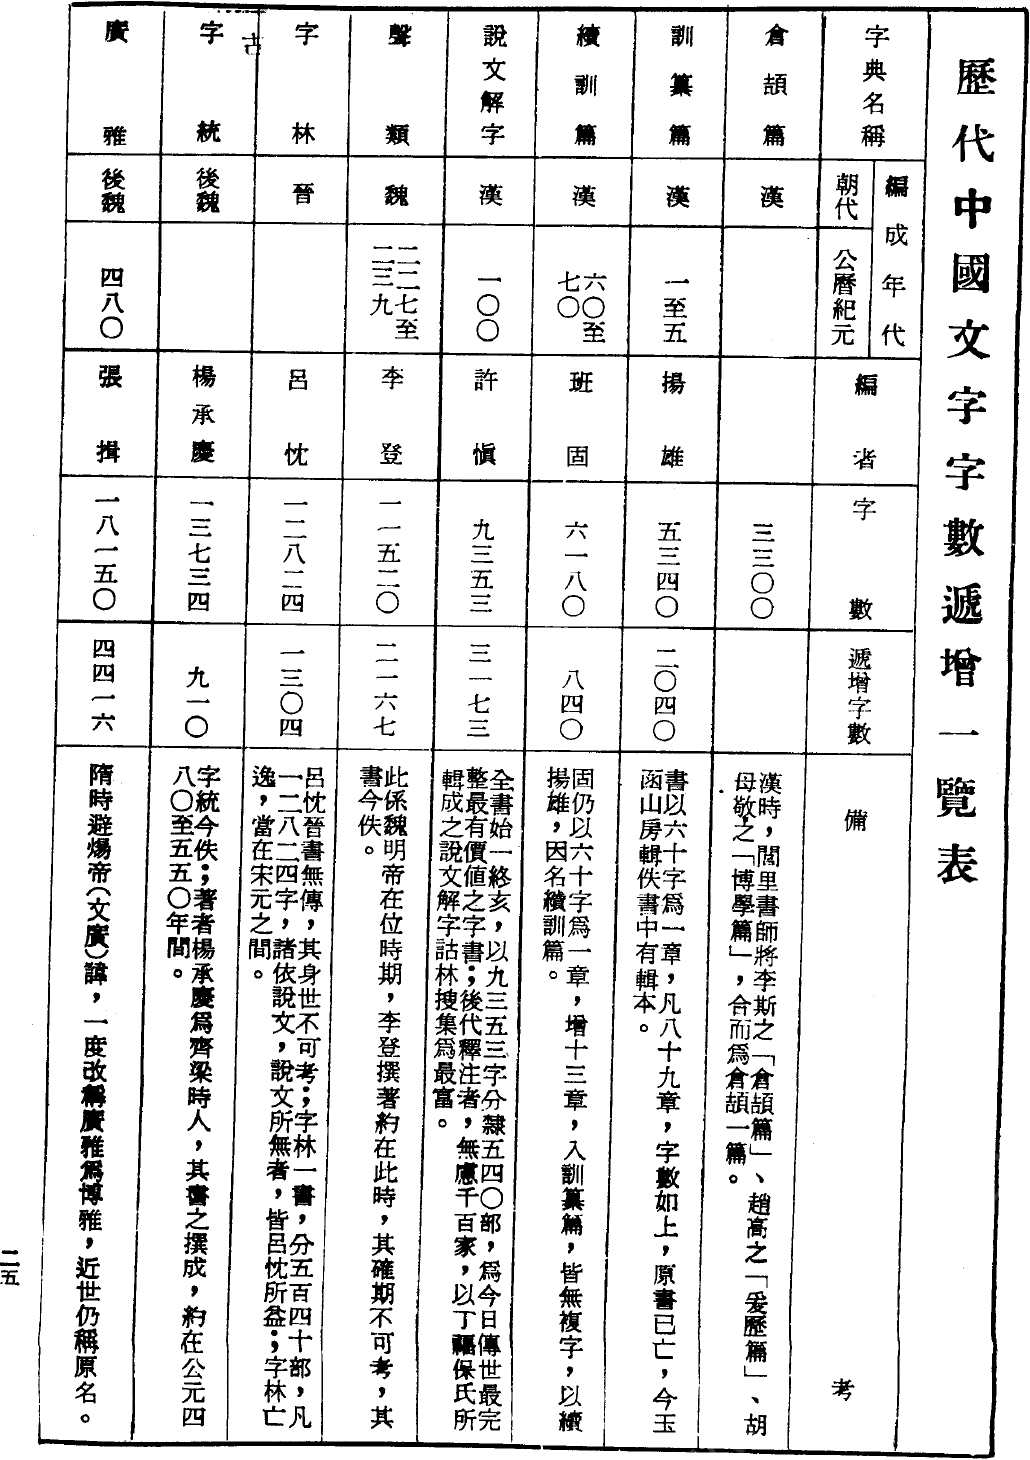 歷代中國文字字數遞增一覽表
字典名稱
編成年代
朝代
公曆紀元
編者
字數
遞增字數
備考
倉頡篇
漢
三三〇〇
漢時，閭里書師將李斯之「倉頡篇」、趙高之「爰歷篇」、胡
母敬之「博學篇」，合而爲倉頡一篇。
訓纂篇
漢
一至五
揚雄
五三四〇
二〇四〇
書以六十字爲一章，凡八十九章，字數如上，原書已亡，今玉
函山房輯佚書中有輯本。
續訓篇
漢
六〇至
七〇
班固
六一八〇
八四〇
固仍以六十字爲一章，增十三章，入訓纂篇，皆無複字，以續
揚雄，因名續訓篇。
說文解字
漢
一〇〇
許愼
九三五三
三一七三
全書始一終亥，以九三五三字分隸五四〇部，爲今日傳世最完
整最有價値之字書；後代釋注者，無慮千百家，以丁福保氏所
輯成之說文解字詁林搜集爲最富。
聲類
魏
二二七至
二三九
李登
一一五二〇
二一六七
此係魏明帝在位時期，李登撰著約在此時，其確期不可考，其
書今佚。
字林
晉
呂忱
一二八二四
一三〇四
呂忱晉書無傳，其身世不可考；字林一書，分五百四十部，凡
一二八二四字，諸依說文，說文所無者，皆呂忱所益；字林亡
逸，當在宋元之間。
字統
後魏
楊承慶
一三七三四
九一〇
字統今佚；著者楊承慶爲齊梁時人，其書之撰成，約在公元四
八〇至五五〇年間。
廣雅
後魏
四八〇
張揖
一八一五〇
四四一六
隋時避煬帝（文廣）諱，一度改稱廣雅爲博雅，近世仍稱原名。
二五